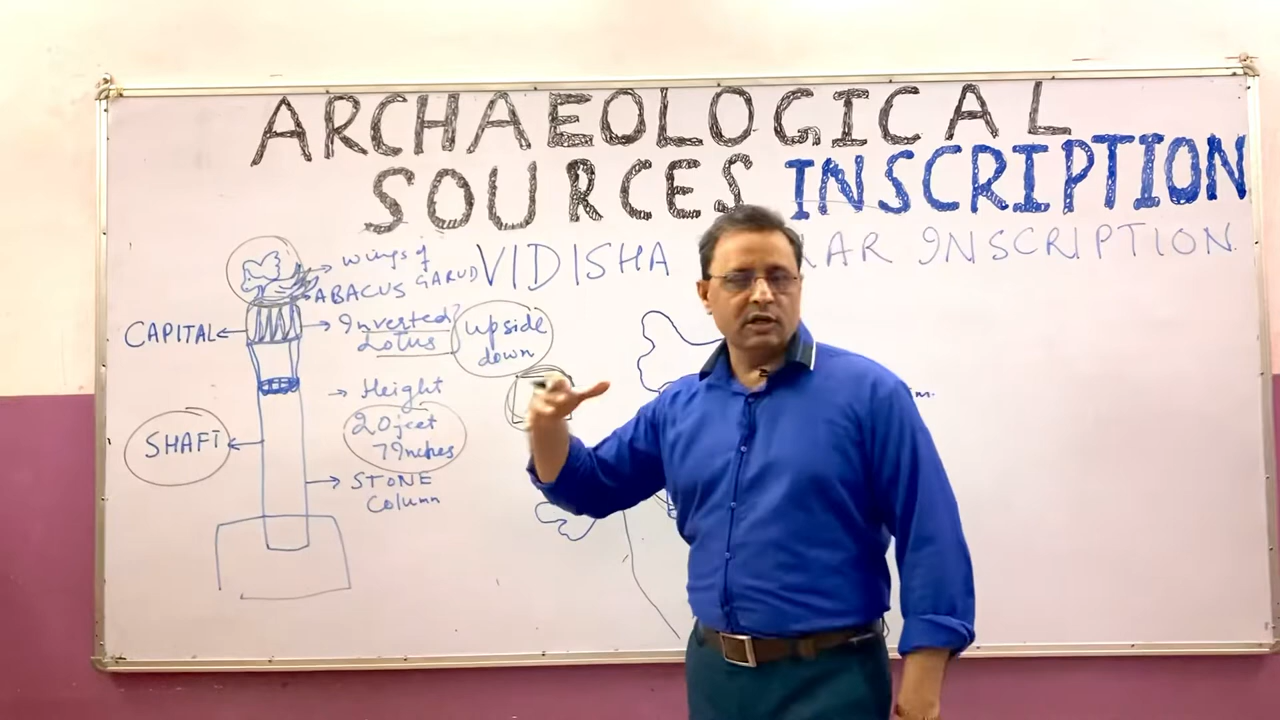 ARCHAEOLOGICAL
SOURCES INSCRIPTION
VIDISHA LAR INSCRIPTION
wings of
GARUD
ABACUS
CAPITAL
Inverted
Lotus
upside
down
Height
20 feet
7 Inches
SHAFT
STONE
Column